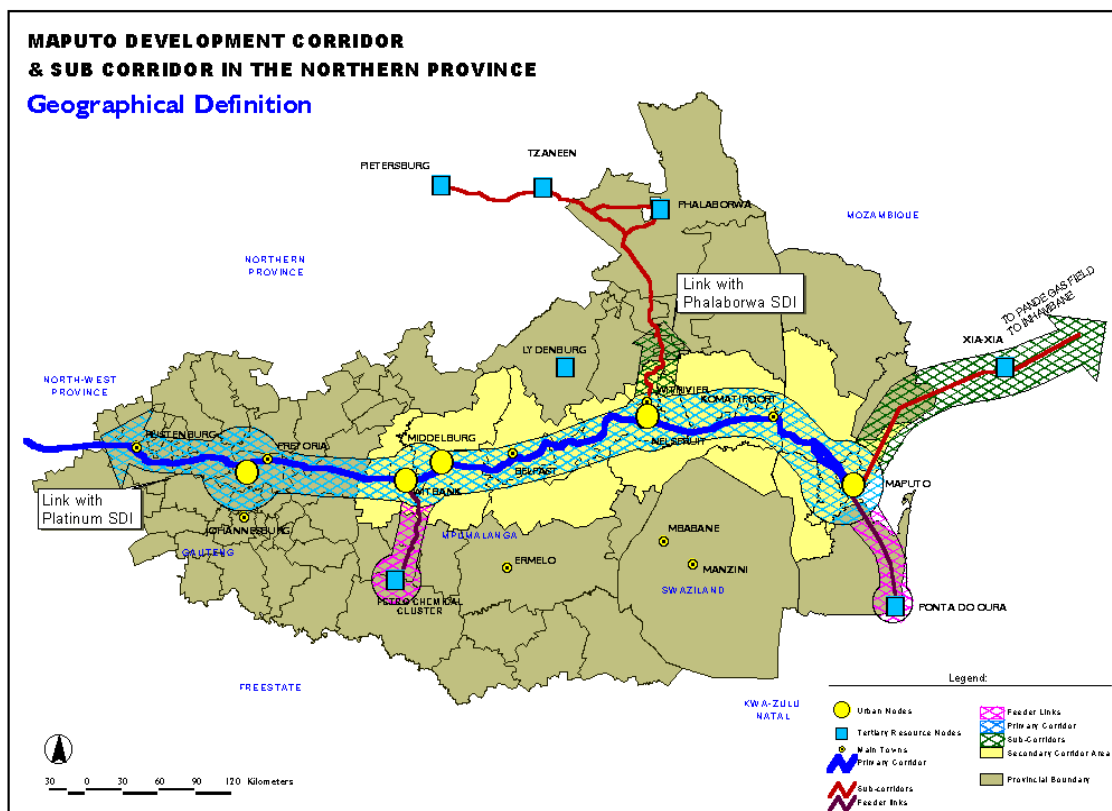 MAPUTO DEVELOPMENT CORRIDOR
& SUB CORRIDOR IN THE NORTHERN PROVINCE
Geographical Definition
PIETERSBURG
TZANEEN
PHALABORWA
MOZAMBIQUE
NORTHERN
PROVINCE
Link with
Phalaborwa SDI
TO PANDE GAS FIELD
TO INHAMBANE
XIA-XIA
LYDENBURG
NORTH-WEST
PROVINCE
WITRIVIER
KOMATIPOORT
RUSTENBURG
PRETORIA
MIDDELBURG
NELSPRUIT
BELFAST
WITBANK
MAPUTO
Link with
Platinum SDI
JOHANNESBURG
GAUTENG
MPUMALANGA
MBABANE
ERMELO
MANZINI
SWAZILAND
PETROCHEMICAL
CLUSTER
PONTA DO OURA
FREESTATE
KWA-ZULU
NATAL
Legend:
Urban Nodes
Tertiary Resource Nodes
Main Towns
Primary Corridor
Sub-corridors
Feeder links
Feeder Links
Primary Corridor
Sub-Corridors
Secondary Corridor Area
Provincial Boundary
30 0 30 60 90 120 Kilometers